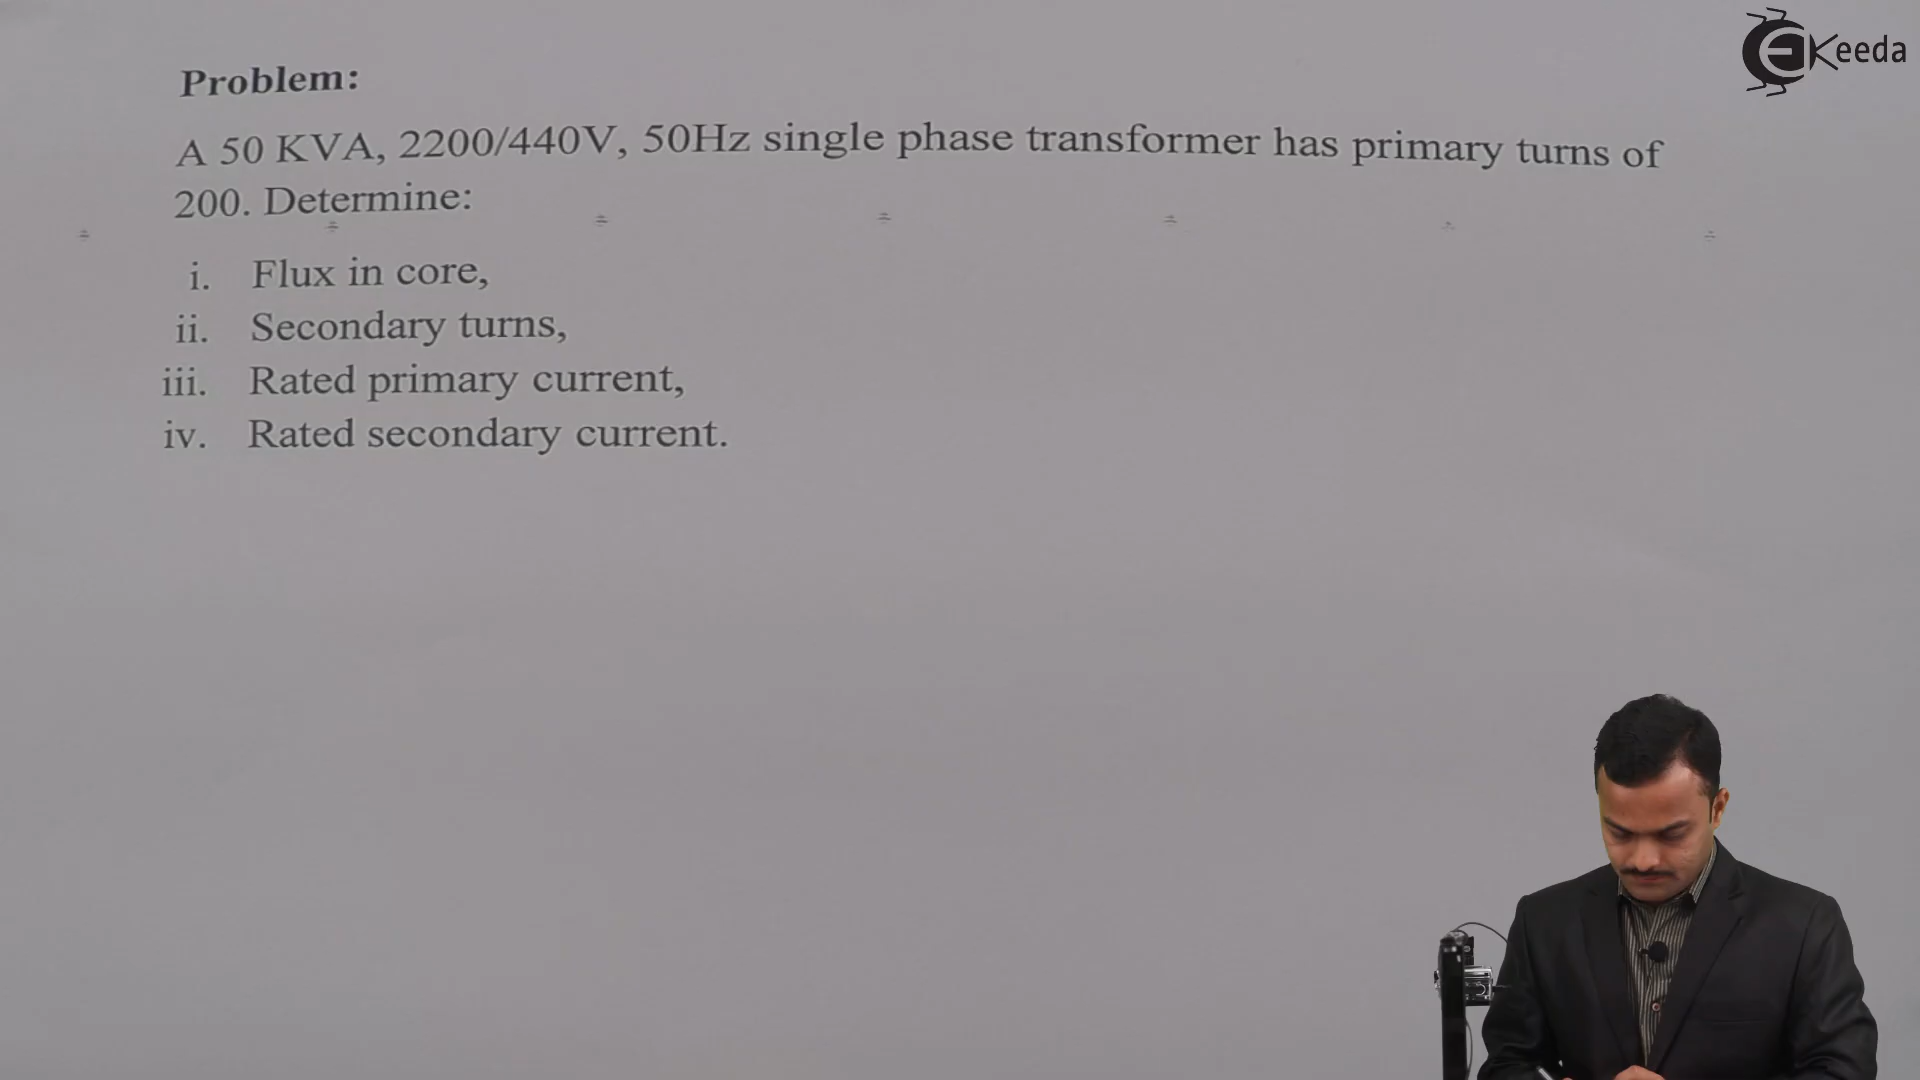 Keeda
Problem:
A 50 KVA, 2200/440V, 50Hz single phase transformer has primary turns of
200. Determine:
i. Flux in core,
ii. Secondary turns,
iii. Rated primary current,
iv. Rated secondary current.